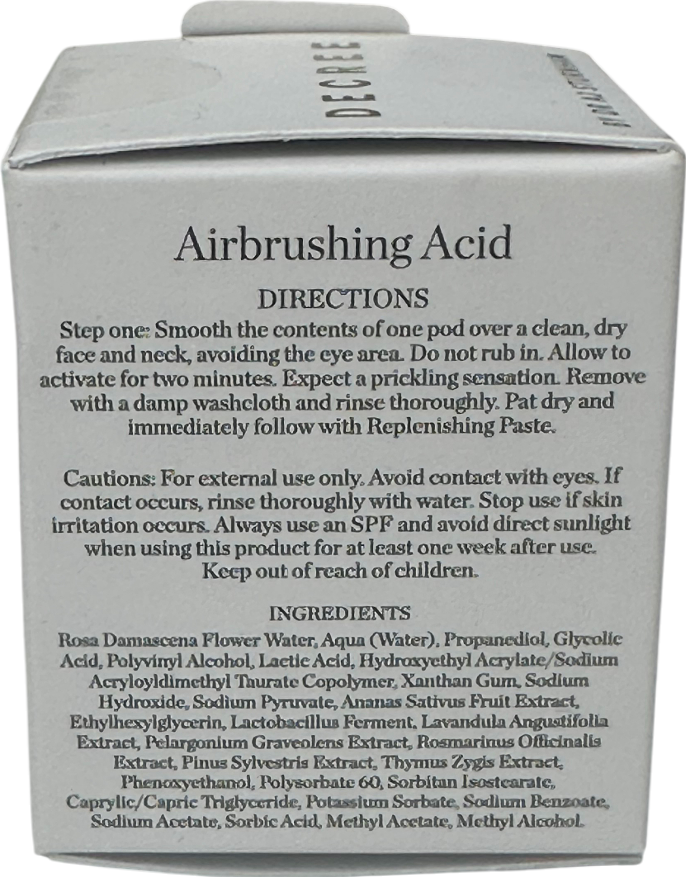 DECREE
Airbrushing Acid
DIRECTIONS
Step one: Smooth the contents of one pod over a clean, dry
face and neck, avoiding the eye area. Do not rub in. Allow to
activate for two minutes. Expect a prickling sensation. Remove
with a damp washcloth and rinse thoroughly. Pat dry and
immediately follow with Replenishing Paste.
Cautions: For external use only. Avoid contact with eyes. If
contact occurs, rinse thoroughly with water. Stop use if skin
irritation occurs. Always use an SPF and avoid direct sunlight
when using this product for at least one week after use.
Keep out of reach of children.
INGREDIENTS
Rosa Damascena Flower Water, Aqua (Water), Propanediol, Glycolic
Acid, Polyvinyl Alcohol, Lactic Acid, Hydroxyethyl Acrylate/Sodium
Acryloyldimethyl Taurate Copolymer, Xanthan Gum, Sodium
Hydroxide, Sodium Pyruvate, Ananas Sativus Fruit Extract,
Ethylhexylglycerin, Lactobacillus Ferment, Lavandula Angustifolia
Extract, Pelargonium Graveolens Extract, Rosmarinus Officinalis
Extract, Pinus Sylvestris Extract, Thymus Zygis Extract,
Phenoxyethanol, Polysorbate 60, Sorbitan Isostearate,
Caprylic/Capric Triglyceride, Potassium Sorbate, Sodium Benzoate,
Sodium Acetate, Sorbic Acid, Methyl Acetate, Methyl Alcohol.